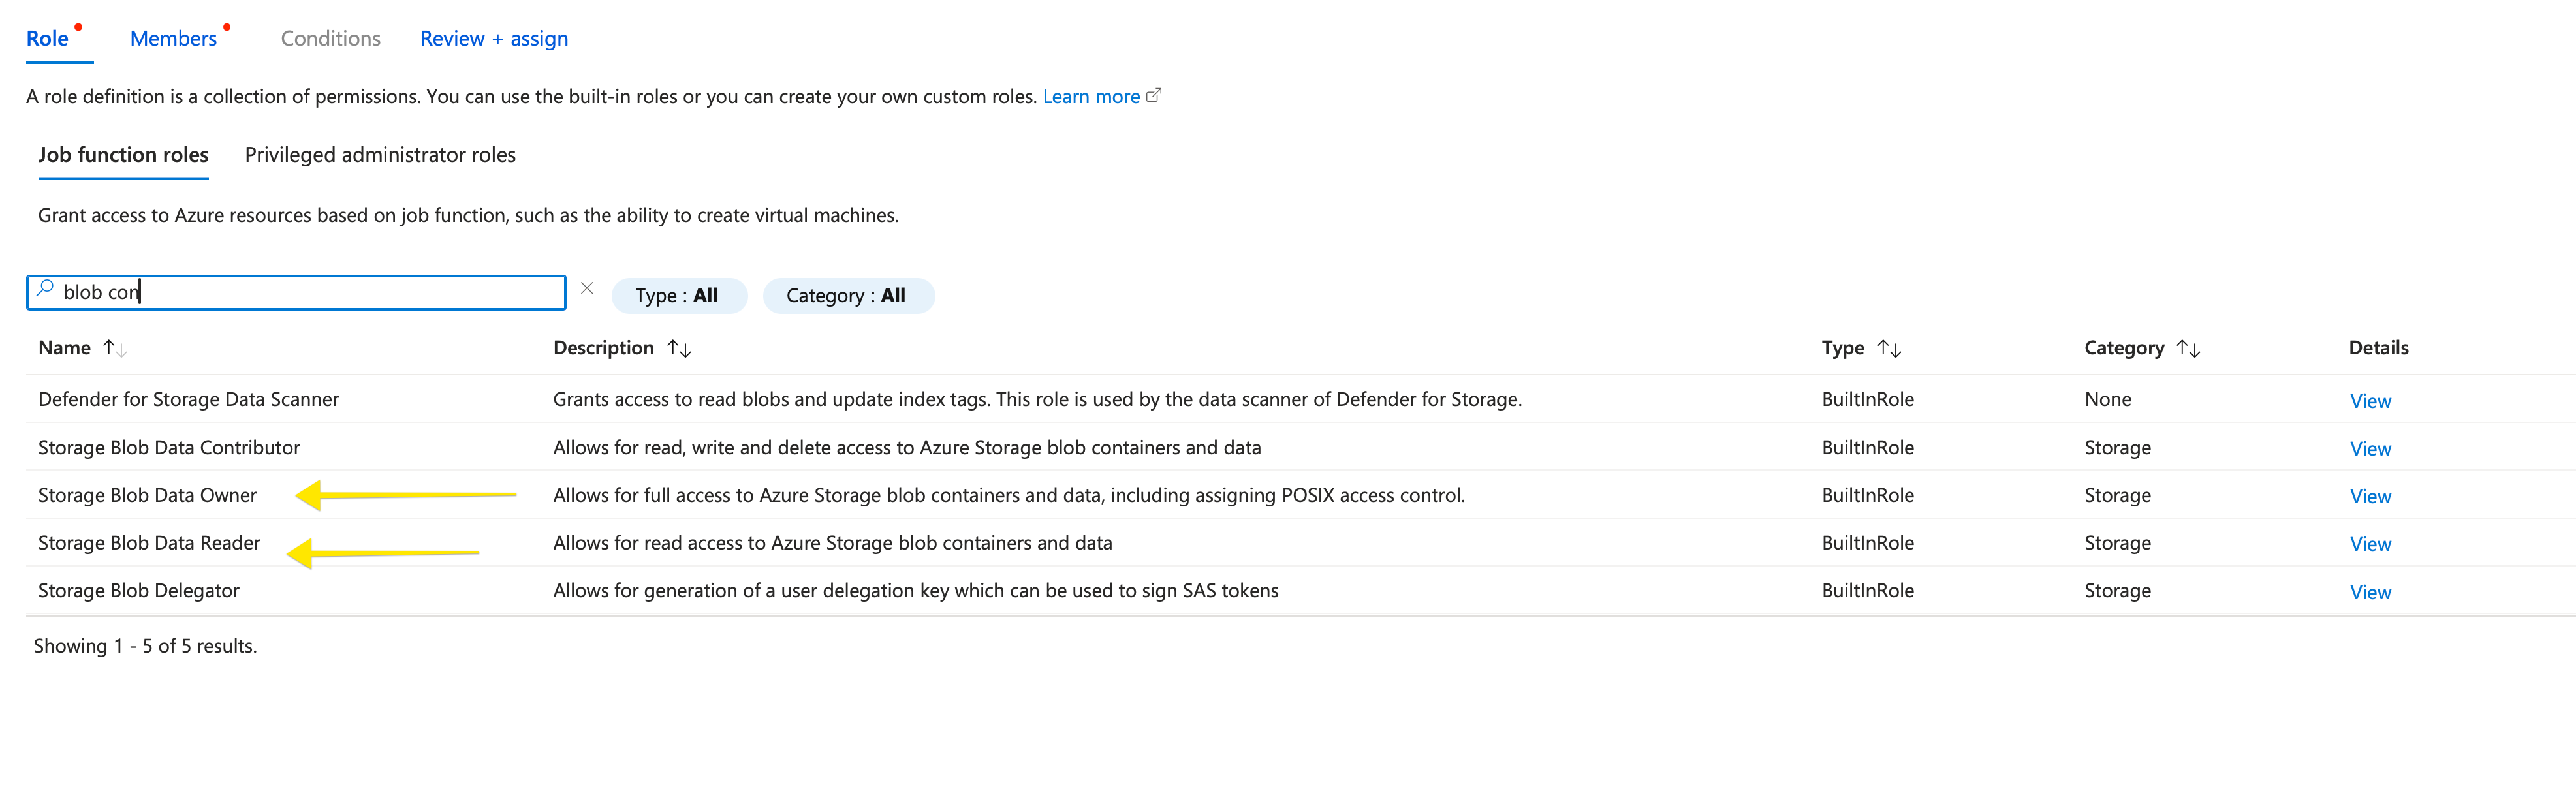 Role Members Conditions Review + assign
A role definition is a collection of permissions. You can use the built-in roles or you can create your own custom roles. Learn more
Job function roles Privileged administrator roles
Grant access to Azure resources based on job function, such as the ability to create virtual machines.
blob con Type : All Category : All
Name Description Type Category Details
Defender for Storage Data Scanner Grants access to read blobs and update index tags. This role is used by the data scanner of Defender for Storage. BuiltInRole None View
Storage Blob Data Contributor Allows for read, write and delete access to Azure Storage blob containers and data BuiltInRole Storage View
Storage Blob Data Owner Allows for full access to Azure Storage blob containers and data, including assigning POSIX access control. BuiltInRole Storage View
Storage Blob Data Reader Allows for read access to Azure Storage blob containers and data BuiltInRole Storage View
Storage Blob Delegator Allows for generation of a user delegation key which can be used to sign SAS tokens BuiltInRole Storage View
Showing 1 - 5 of 5 results.